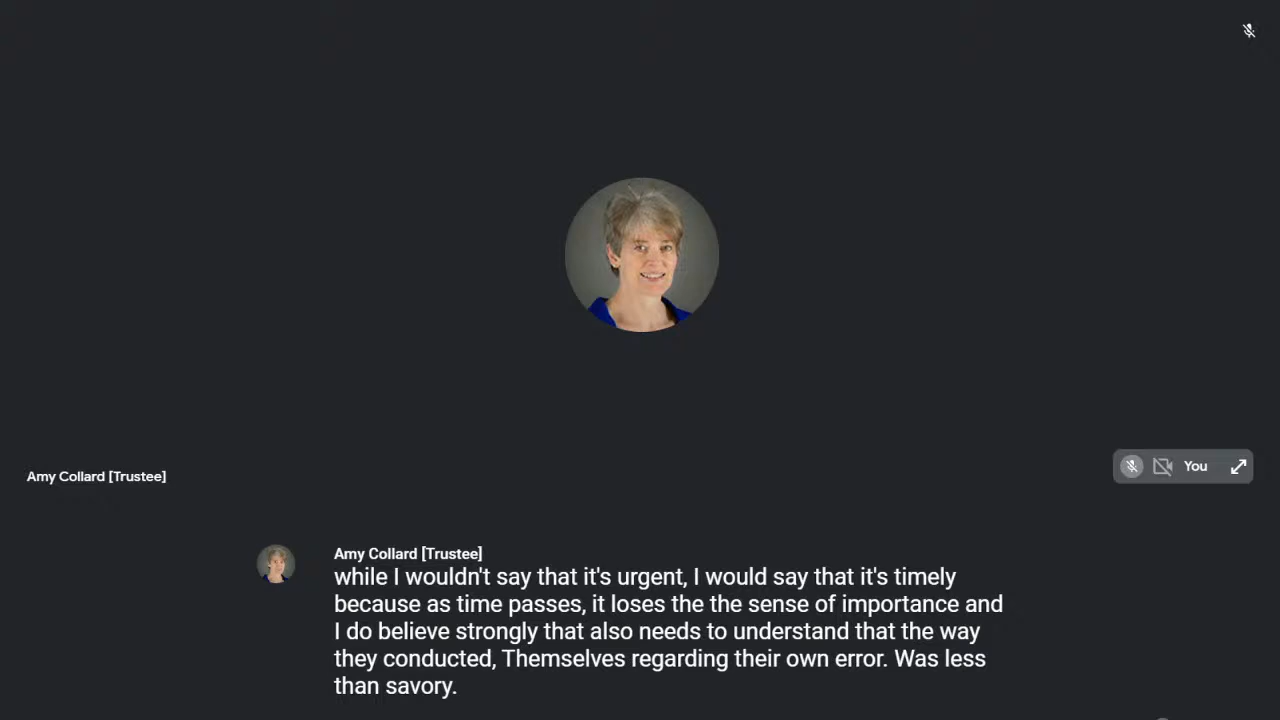 Amy Collard [Trustee]
You
Amy Collard [Trustee]
while I wouldn't say that it's urgent, I would say that it's timely
because as time passes, it loses the the sense of importance and
I do believe strongly that also needs to understand that the way
they conducted, Themselves regarding their own error. Was less
than savory.